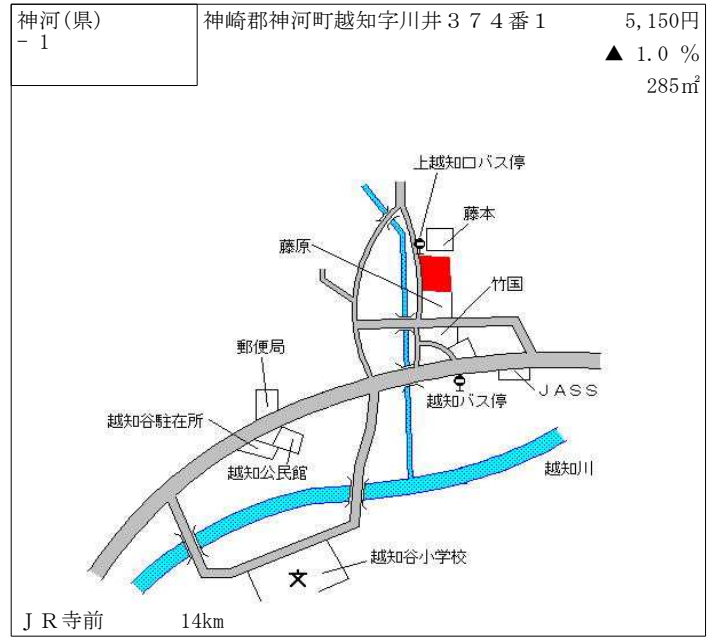 神河(県)
－ 1
神崎郡神河町越知字川井３７４番１
5,150円
▲ 1.0 %
285㎡
上越知口バス停
藤本
藤原
竹国
郵便局
ＪＡＳＳ
越知バス停
越知谷駐在所
越知公民館
越知川
越知谷小学校
ＪＲ寺前
14km